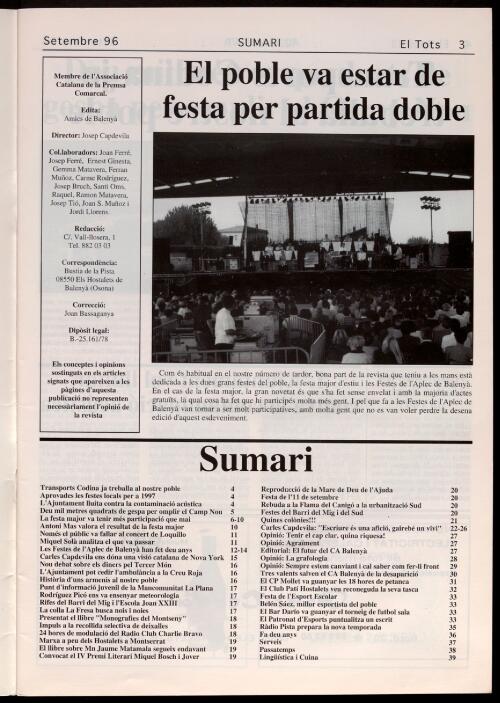 Setembre 96
SUMARI
El Tots 3
Membre de l'Associació
Catalana de la Premsa
Comarcal.
Edita:
Amics de Balenyà
Director: Josep Capdevila
Col.laboradors: Joan Ferré,
Josep Ferré, Ernest Ginesta,
Gemma Matavera, Ferran
Muñoz, Carme Rodríguez,
Josep Bruch, Santi Oms,
Raquel, Ramon Matavera,
Josep Tió, Joan S. Muñoz i
Jordi Llorens.
Redacció:
C/. Vall-llosera, 1
Tel. 882 03 03
Correspondència:
Bustia de la Pista
08550 Els Hostalets de
Balenyà (Osona)
Correcció:
Joan Bassaganya
Dipòsit legal:
B.-25.161/78
Els conceptes i opinions
sostinguts en els articles
signats que apareixen a les
pàgines d'aquesta
publicació no representen
necessàriament l'opinió de
la revista
El poble va estar de
festa per partida doble
Com és habitual en el nostre número de tardor, bona part de la revista que teniu a les mans està
dedicada a les dues grans festes del poble, la festa major d'estiu i les Festes de l'Aplec de Balenyà.
En el cas de la festa major, la gran novetat és que s'ha fet sense envelat i amb la majoria d'actes
gratuïts, la qual cosa ha fet que hi participés molta més gent. I pel que fa a les Festes de l'Aplec de
Balenyà van tornar a ser molt participatives, amb molta gent que no es van voler perdre la desena
edició d'aquest esdeveniment.
Sumari
Transports Codina ja treballa al nostre poble 4
Aprovades les festes locals per a 1997 4
L'Ajuntament lluita contra la contaminació acústica 4
Deu mil metres quadrats de gespa per omplir el Camp Nou 5
La festa major va tenir més participació que mai 6-10
Antoni Mas valora el resultat de la festa major 10
Només el públic va fallar al concert de Loquillo 11
Miquel Solà analitza el que va passar 11
Les Festes de l'Aplec de Balenyà han fet deu anys 12-14
Carles Capdevila ens dóna una visió catalana de Nova York 15
Nou debat sobre els diners pel Tercer Món 16
L'Ajuntament pot cedir l'ambulància a la Creu Roja 16
Història d'uns armenis al nostre poble 16
Punt d'informació juvenil de la Mancomunitat La Plana 17
Rodríguez Picó ens va ensenyar meteorologia 17
Rifes del Barri del Mig i l'Escola Joan XXIII 17
La colla La Fresa busca nois i noies 17
Presentat el llibre "Monografies del Montseny" 18
Impuls a la recollida selectiva de deixalles 18
24 hores de modulació del Radio Club Charlie Bravo 18
Marxa a peu dels Hostalets a Montserrat 19
El llibre sobre Mn Jaume Matamala segueix endavant 19
Convocat el IV Premi Literari Miquel Bosch i Jover 19
Reproducció de la Mare de Deu de l'Ajuda 20
Festa de l'11 de setembre 20
Rebuda a la Flama del Canigó a la urbanització Sud 20
Festes del Barri del Mig i del Sud 20
Quines colònies!!! 21
Carles Capdevila: "Escriure és una afició, gairebé un vivi" 22-26
Opinió: Tenir el cap clar, quina riquesa! 27
Opinió: Agraïment 27
Editorial: El futur del CA Balenyà 27
Opinió: La grafologia 28
Opinió: Sempre estem canviant i cal saber com fer-li front 29
Tres valents salven el CA Balenyà de la desaparició 30
El CP Mollet va guanyar les 18 hores de petanca 31
El Club Patí Hostalets veu reconeguda la seva tasca 32
Festa de l'Esport Escolar 33
Belén Sáez, millor esportista del poble 33
El Bar Darío va guanyar el torneig de futbol sala 33
El Patronat d'Esports puntualitza un escrit 33
Ràdio Pista prepara la nova temporada 35
Fa deu anys 36
Serveis 37
Passatemps 38
Lingüística i Cuina 39